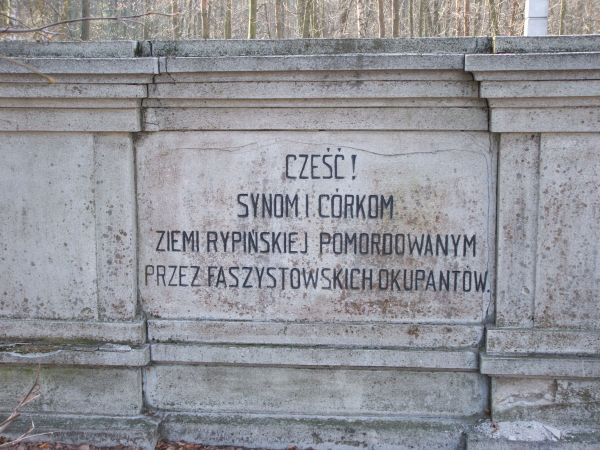 CZEŚĆ!
SYNOM I CÓRKOM
ZIEMI RYPIŃSKIEJ POMORDOWANYM
PRZEZ FASZYSTOWSKICH OKUPANTÓW.